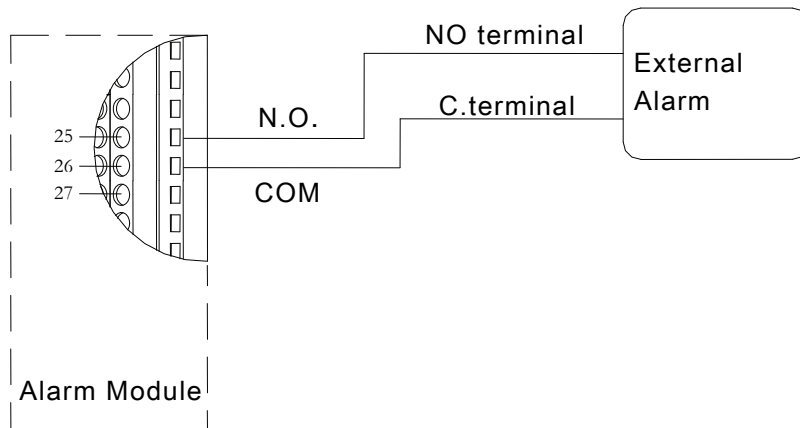 NO terminal
External
Alarm
C.terminal
N.O.
25
26
27
COM
Alarm Module